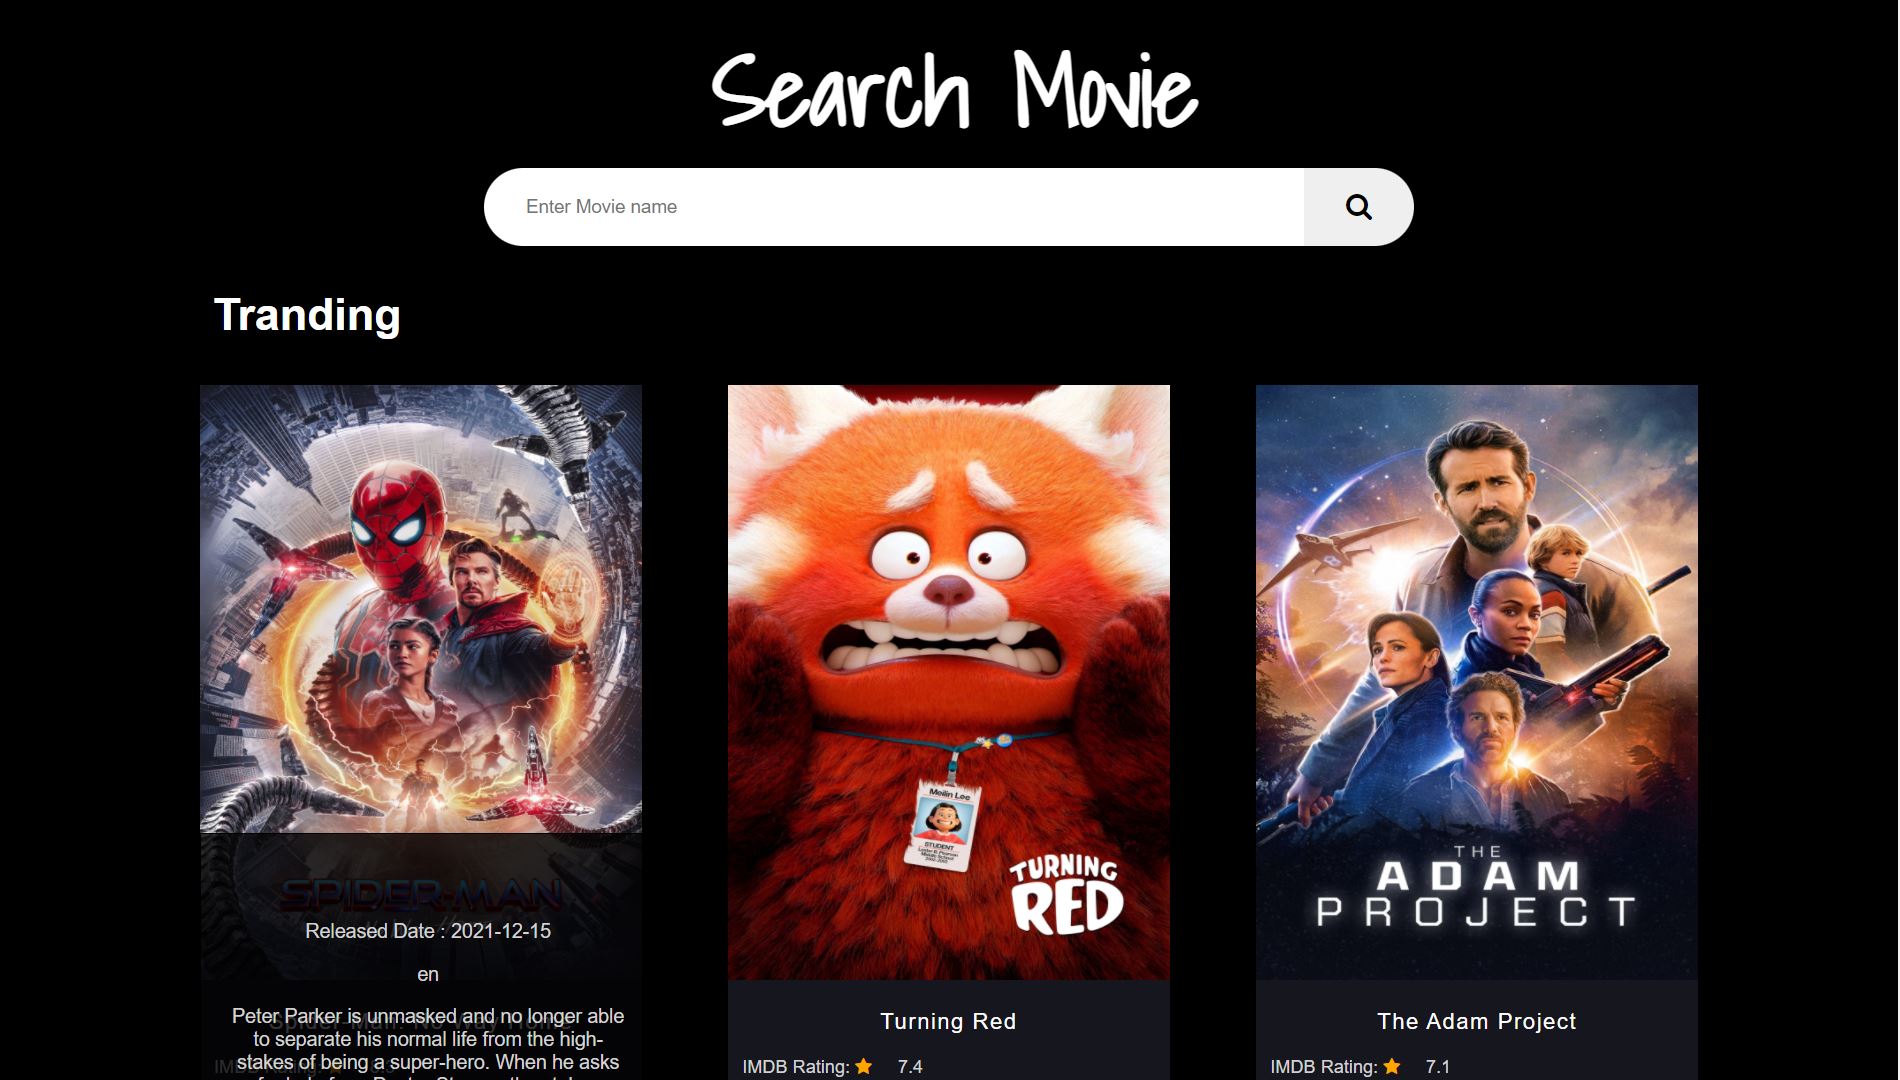 Search Movie
Enter Movie name
Tranding
SPIDER-MAN
Released Date : 2021-12-15
en
Peter Parker is unmasked and no longer able
to separate his normal life from the high-
stakes of being a super-hero. When he asks
Spider-Man: No Way Home
IMDB Rating:
Meilin Lee
STUDENT
TURNING
RED
Turning Red
IMDB Rating: 7.4
THE
ADAM
PROJECT
The Adam Project
IMDB Rating: 7.1